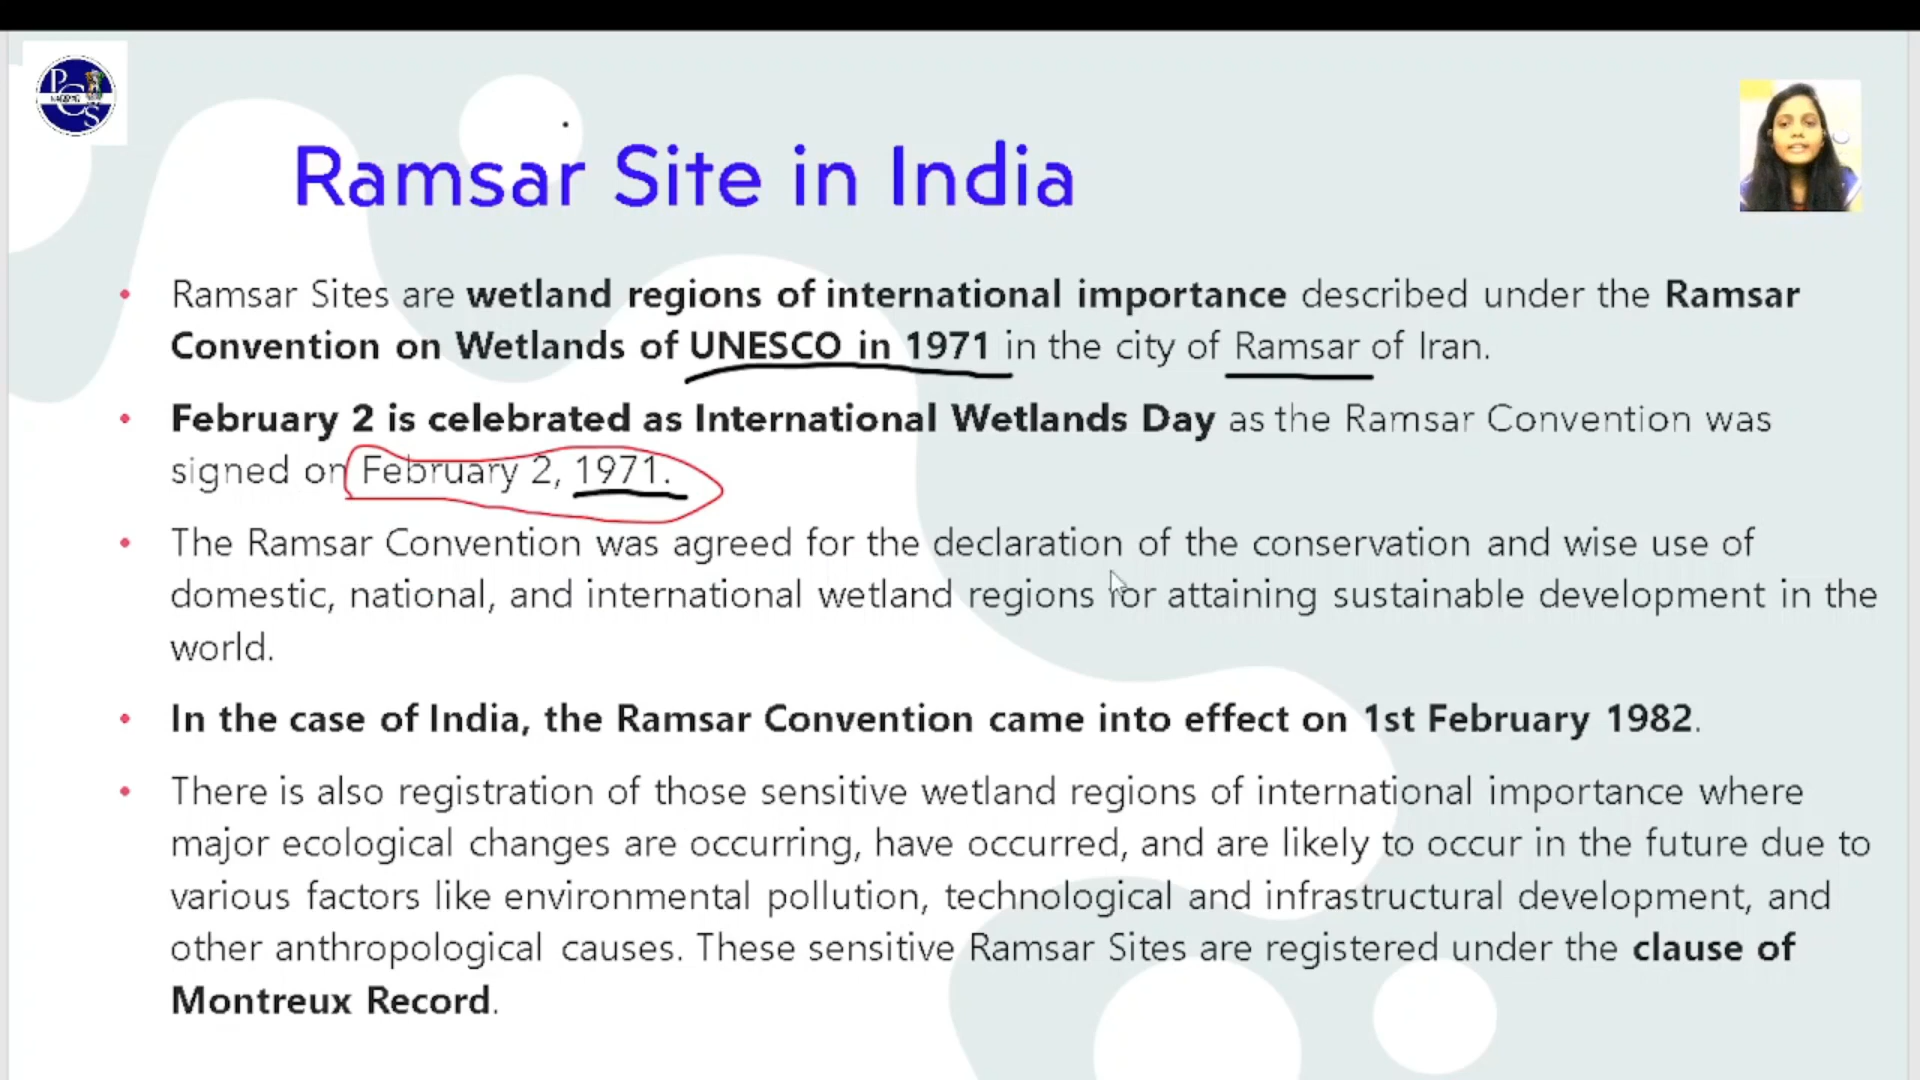 PCS
Ramsar Site in India
• Ramsar Sites are wetland regions of international importance described under the Ramsar
Convention on Wetlands of UNESCO in 1971 in the city of Ramsar of Iran.
• February 2 is celebrated as International Wetlands Day as the Ramsar Convention was
signed on February 2, 1971.
• The Ramsar Convention was agreed for the declaration of the conservation and wise use of
domestic, national, and international wetland regions for attaining sustainable development in the
world.
• In the case of India, the Ramsar Convention came into effect on 1st February 1982.
• There is also registration of those sensitive wetland regions of international importance where
major ecological changes are occurring, have occurred, and are likely to occur in the future due to
various factors like environmental pollution, technological and infrastructural development, and
other anthropological causes. These sensitive Ramsar Sites are registered under the clause of
Montreux Record.